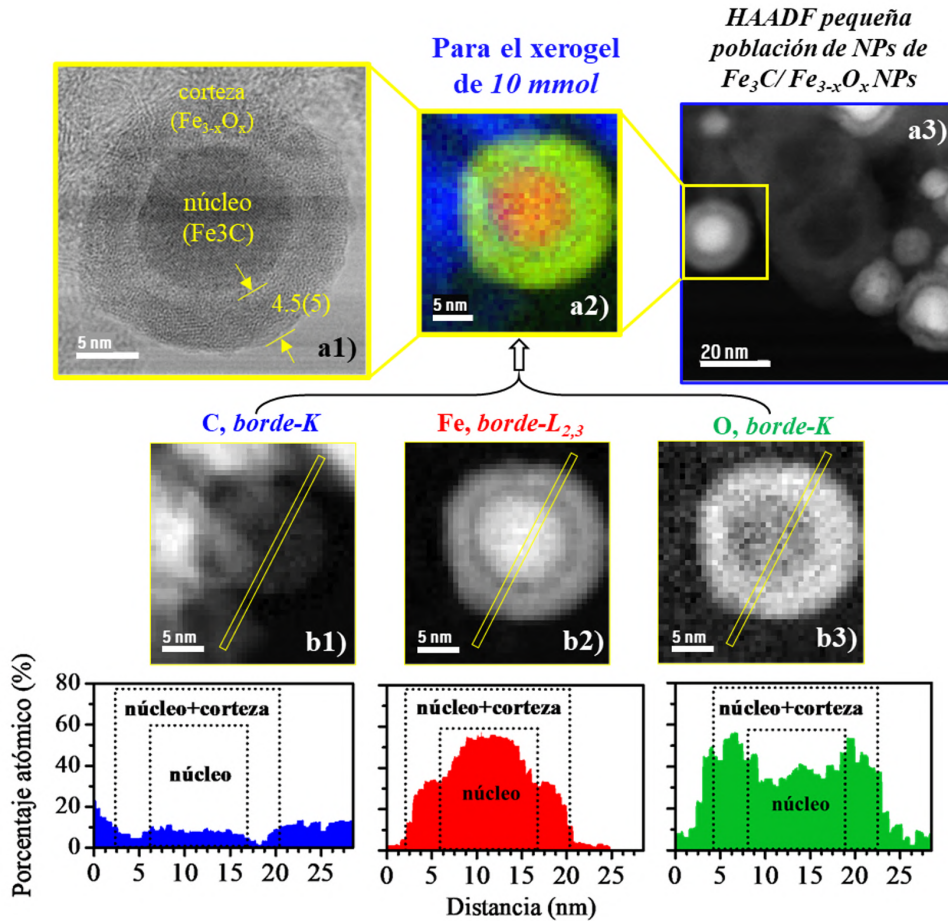 HAADF pequeña
población de NPs de
Fe₃C/ Fe₃₋ₓOₓ NPs
Para el xerogel
de 10 mmol
corteza
(Fe₃₋ₓOₓ)
núcleo
(Fe3C)
4.5(5)
5 nm
a1)
5 nm
a2)
20 nm
a3)
C, borde-K
Fe, borde-L₂,₃
O, borde-K
5 nm
b1)
5 nm
b2)
5 nm
b3)
Porcentaje atómico (%)
80
60
40
20
0
núcleo+corteza
núcleo
0 5 10 15 20 25
núcleo+corteza
núcleo
0 5 10 15 20 25
núcleo+corteza
núcleo
0 5 10 15 20 25
Distancia (nm)